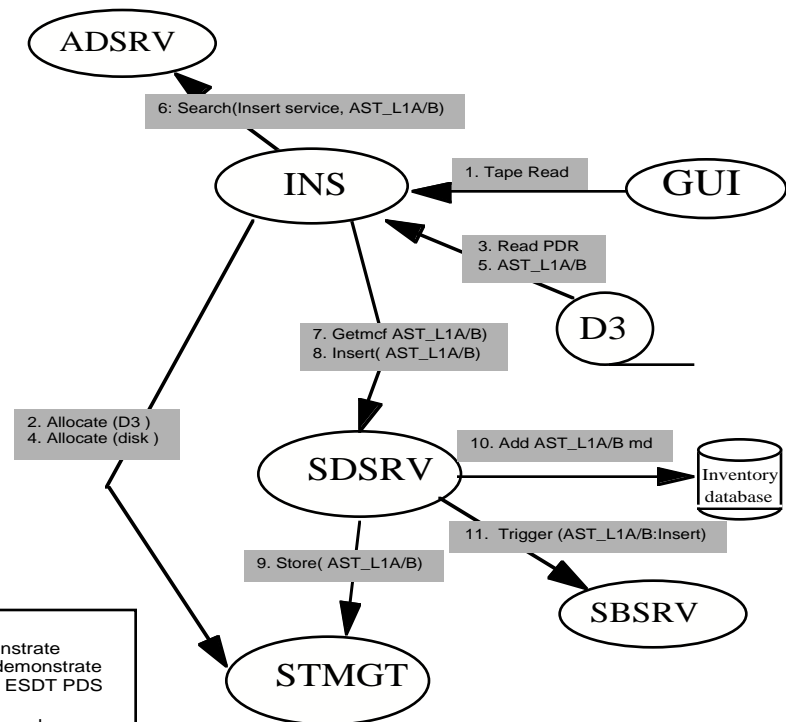 ADSRV
6: Search(Insert service, AST_L1A/B)
INS
1. Tape Read
GUI
3. Read PDR
5. AST_L1A/B
D3
7. Getmcf AST_L1A/B)
8. Insert( AST_L1A/B)
2. Allocate (D3 )
4. Allocate (disk )
SDSRV
10. Add AST_L1A/B md
Inventory
database
11. Trigger (AST_L1A/B:Insert)
9. Store( AST_L1A/B)
SBSRV
STMGT
nstrate
demonstrate
ESDT PDS